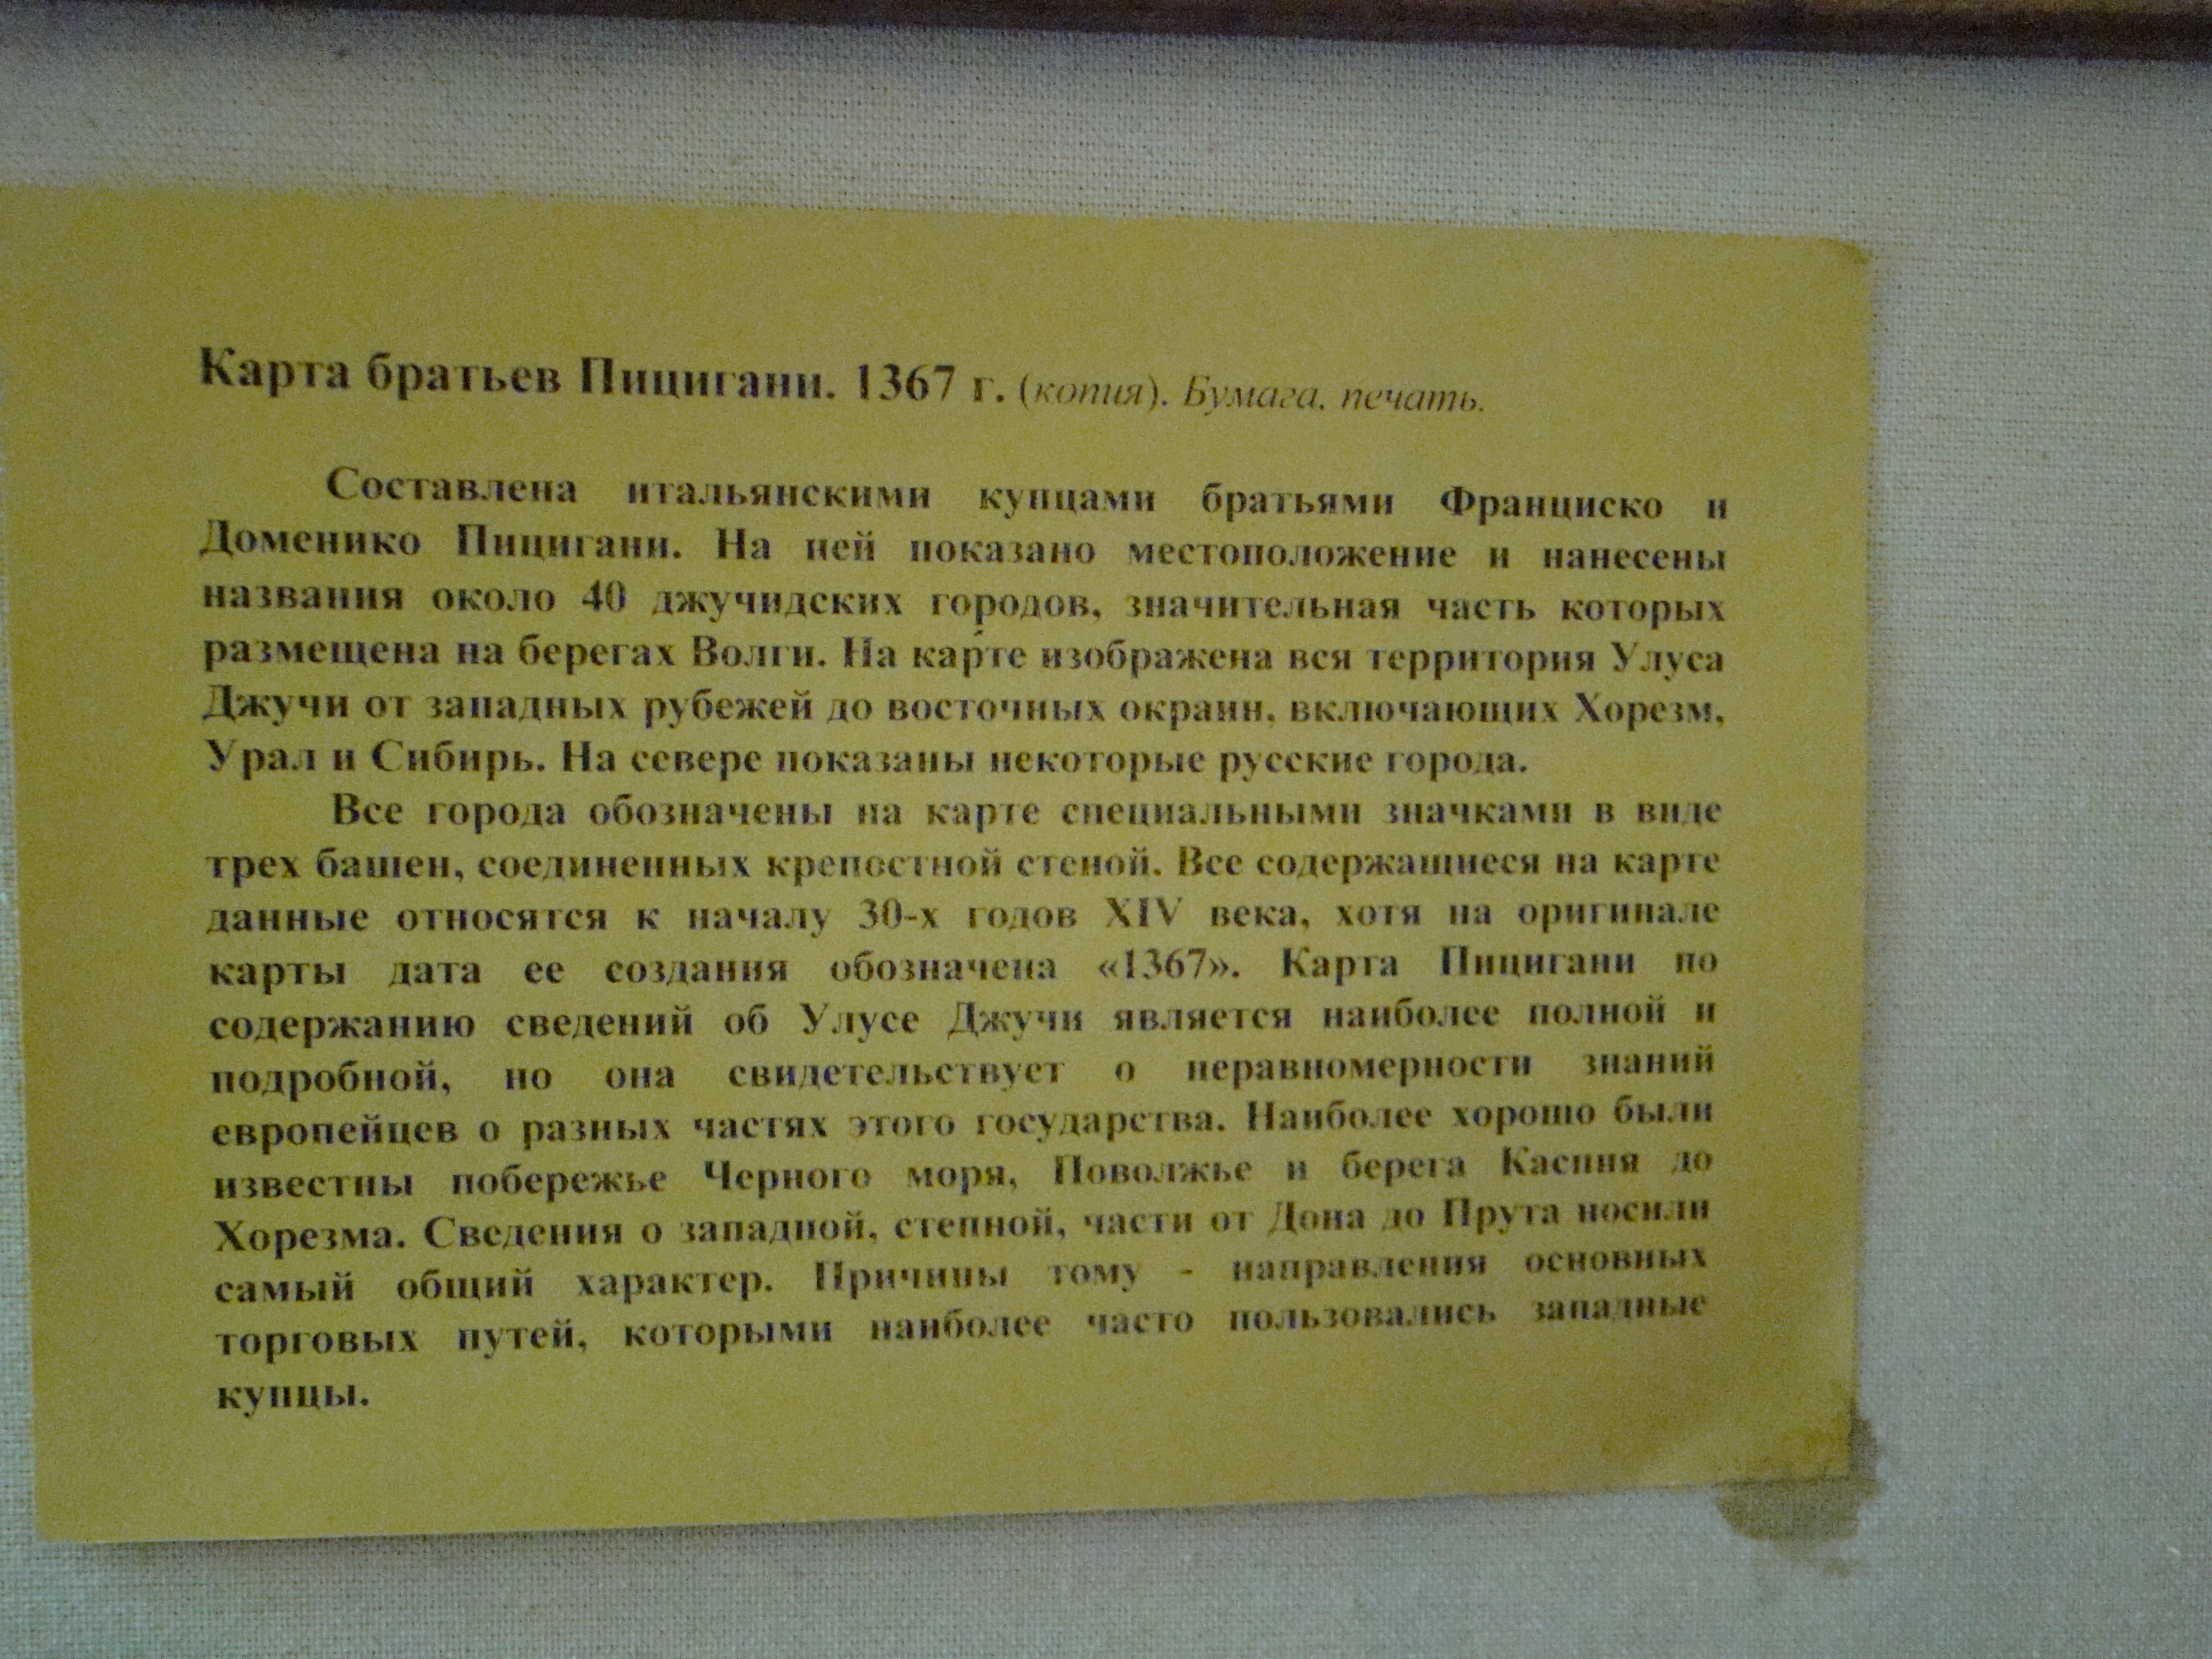 Карта братьев Пицигани. 1367 г. (копия). Бумага, печать.
Составлена итальянскими купцами братьями Франциско и
Доменико Пицигани. На ней показано местоположение и нанесены
названия около 40 джучидских городов, значительная часть которых
размещена на берегах Волги. На карте изображена вся территория Улуса
Джучи от западных рубежей до восточных окраин, включающих Хорезм,
Урал и Сибирь. На севере показаны некоторые русские города.
Все города обозначены на карте специальными значками в виде
трех башен, соединенных крепостной стеной. Все содержащиеся на карте
данные относятся к началу 30-х годов XIV века, хотя на оригинале
карты дата ее создания обозначена «1367». Карта Пицигани по
содержанию сведений об Улусе Джучи является наиболее полной и
подробной, но она свидетельствует о неравномерности знаний
европейцев о разных частях этого государства. Наиболее хорошо были
известны побережье Черного моря, Поволжье и берега Каспия до
Хорезма. Сведения о западной, степной, части от Дона до Прута носили
самый общий характер. Причины тому - направления основных
торговых путей, которыми наиболее часто пользовались западные
купцы.